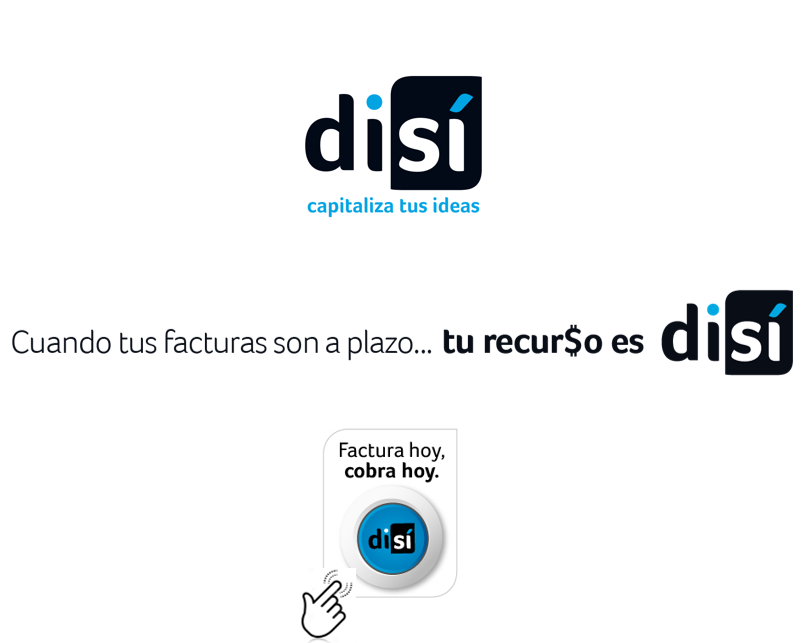 disí
capitaliza tus ideas
Cuando tus facturas son a plazo... tu recur$o es disí
Factura hoy,
cobra hoy.
disí